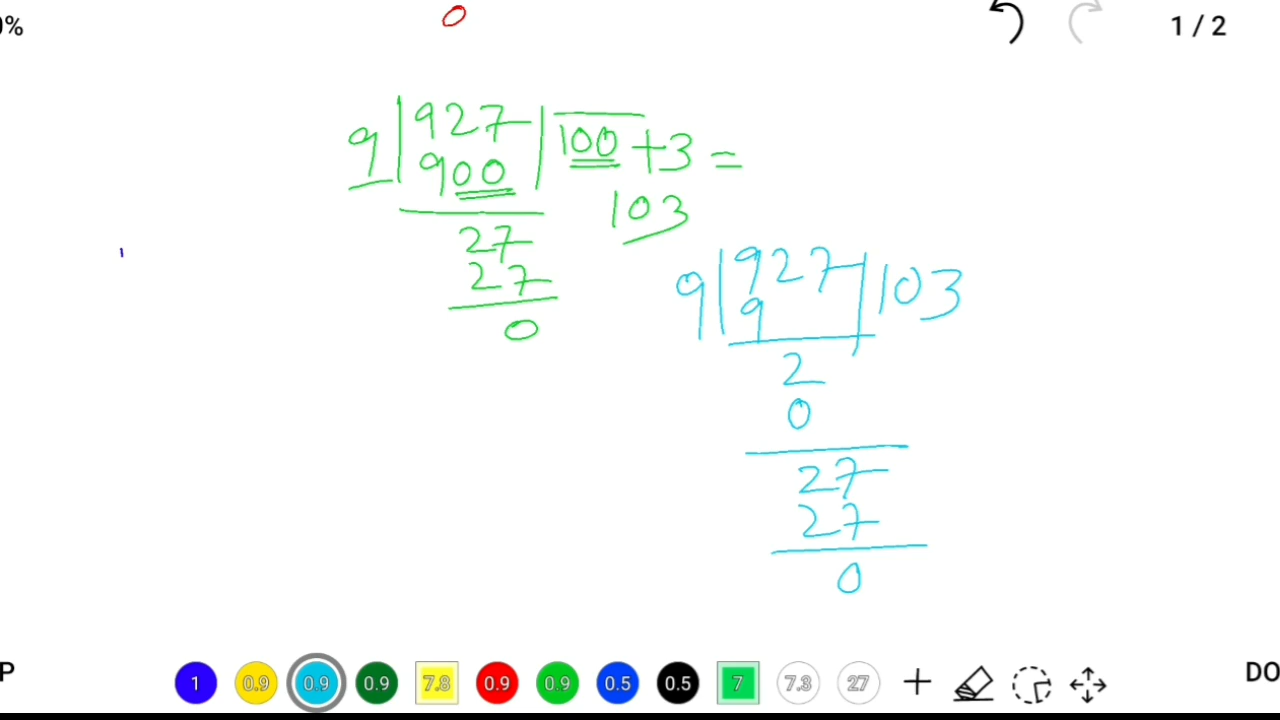 0%
0
1 / 2
9 | 927 | 100 + 3 =
900
103
27
27
0
9 | 927 | 103
9
2
0
27
27
0
P
1 0.9 0.9 0.9 7.8 0.9 0.9 0.5 0.5 7 7.3 27
DO